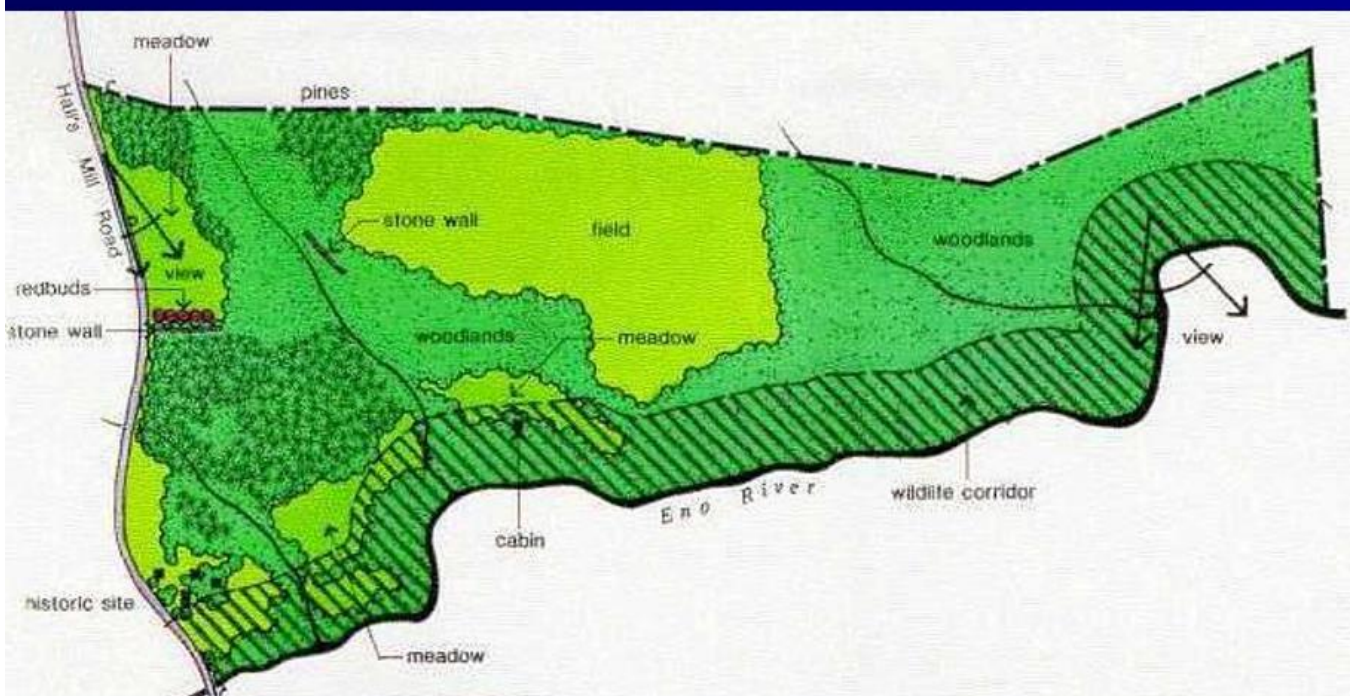 meadow
pines
Hall's Mill Road
stone wall
field
woodlands
view
redbuds
stone wall
woodlands
meadow
view
Eno River
wildlife corridor
cabin
historic site
meadow